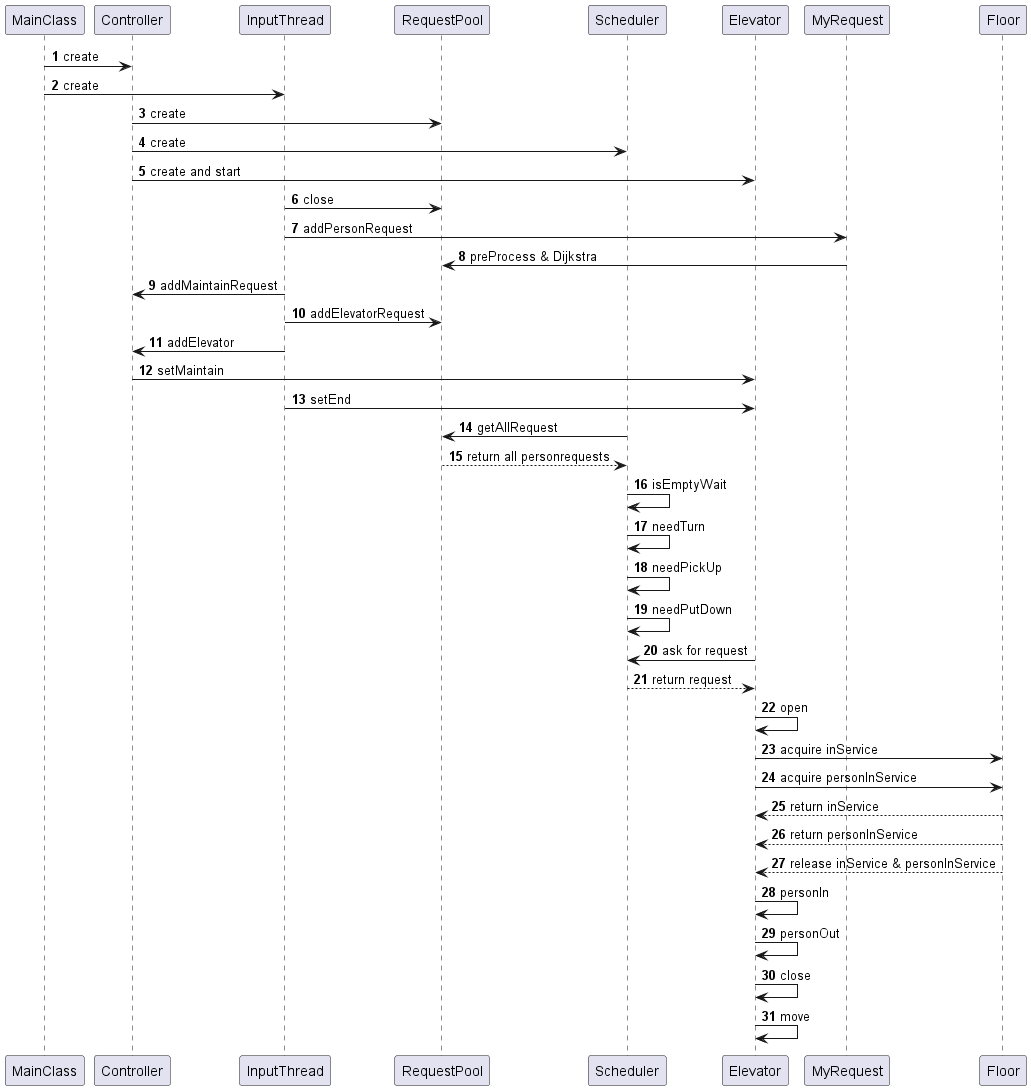 MainClass Controller InputThread RequestPool Scheduler Elevator MyRequest Floor
1 create
2 create
3 create
4 create
5 create and start
6 close
7 addPersonRequest
8 preProcess & Dijkstra
9 addMaintainRequest
10 addElevatorRequest
11 addElevator
12 setMaintain
13 setEnd
14 getAllRequest
15 return all personrequests
16 isEmptyWait
17 needTurn
18 needPickUp
19 needPutDown
20 ask for request
21 return request
22 open
23 acquire inService
24 acquire personInService
25 return inService
26 return personInService
27 release inService & personInService
28 personIn
29 personOut
30 close
31 move
MainClass Controller InputThread RequestPool Scheduler Elevator MyRequest Floor